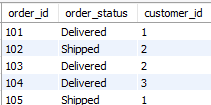 order_id order_status customer_id
101 Delivered 1
102 Shipped 2
103 Delivered 2
104 Delivered 3
105 Shipped 1